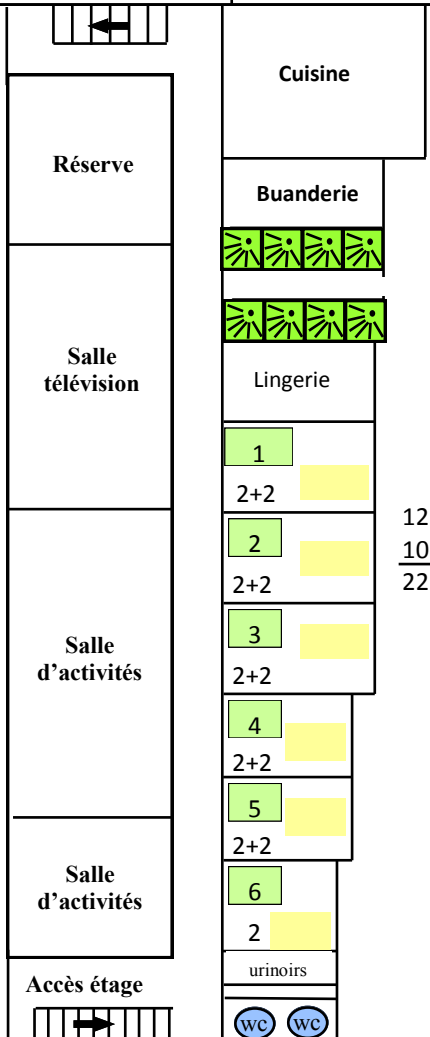 Cuisine
Réserve
Buanderie
Salle
télévision
Lingerie
1
2+2
2
2+2
12
10
22
3
2+2
Salle
d'activités
4
2+2
5
2+2
Salle
d'activités
6
2
urinoirs
Accès étage
wc wc